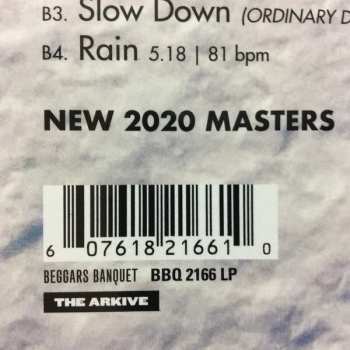 B3. Slow Down (ORDINARY D
B4. Rain 5.18 | 81 bpm
NEW 2020 MASTERS
6 07618 21661 0
BEGGARS BANQUET BBQ 2166 LP
THE ARKIVE